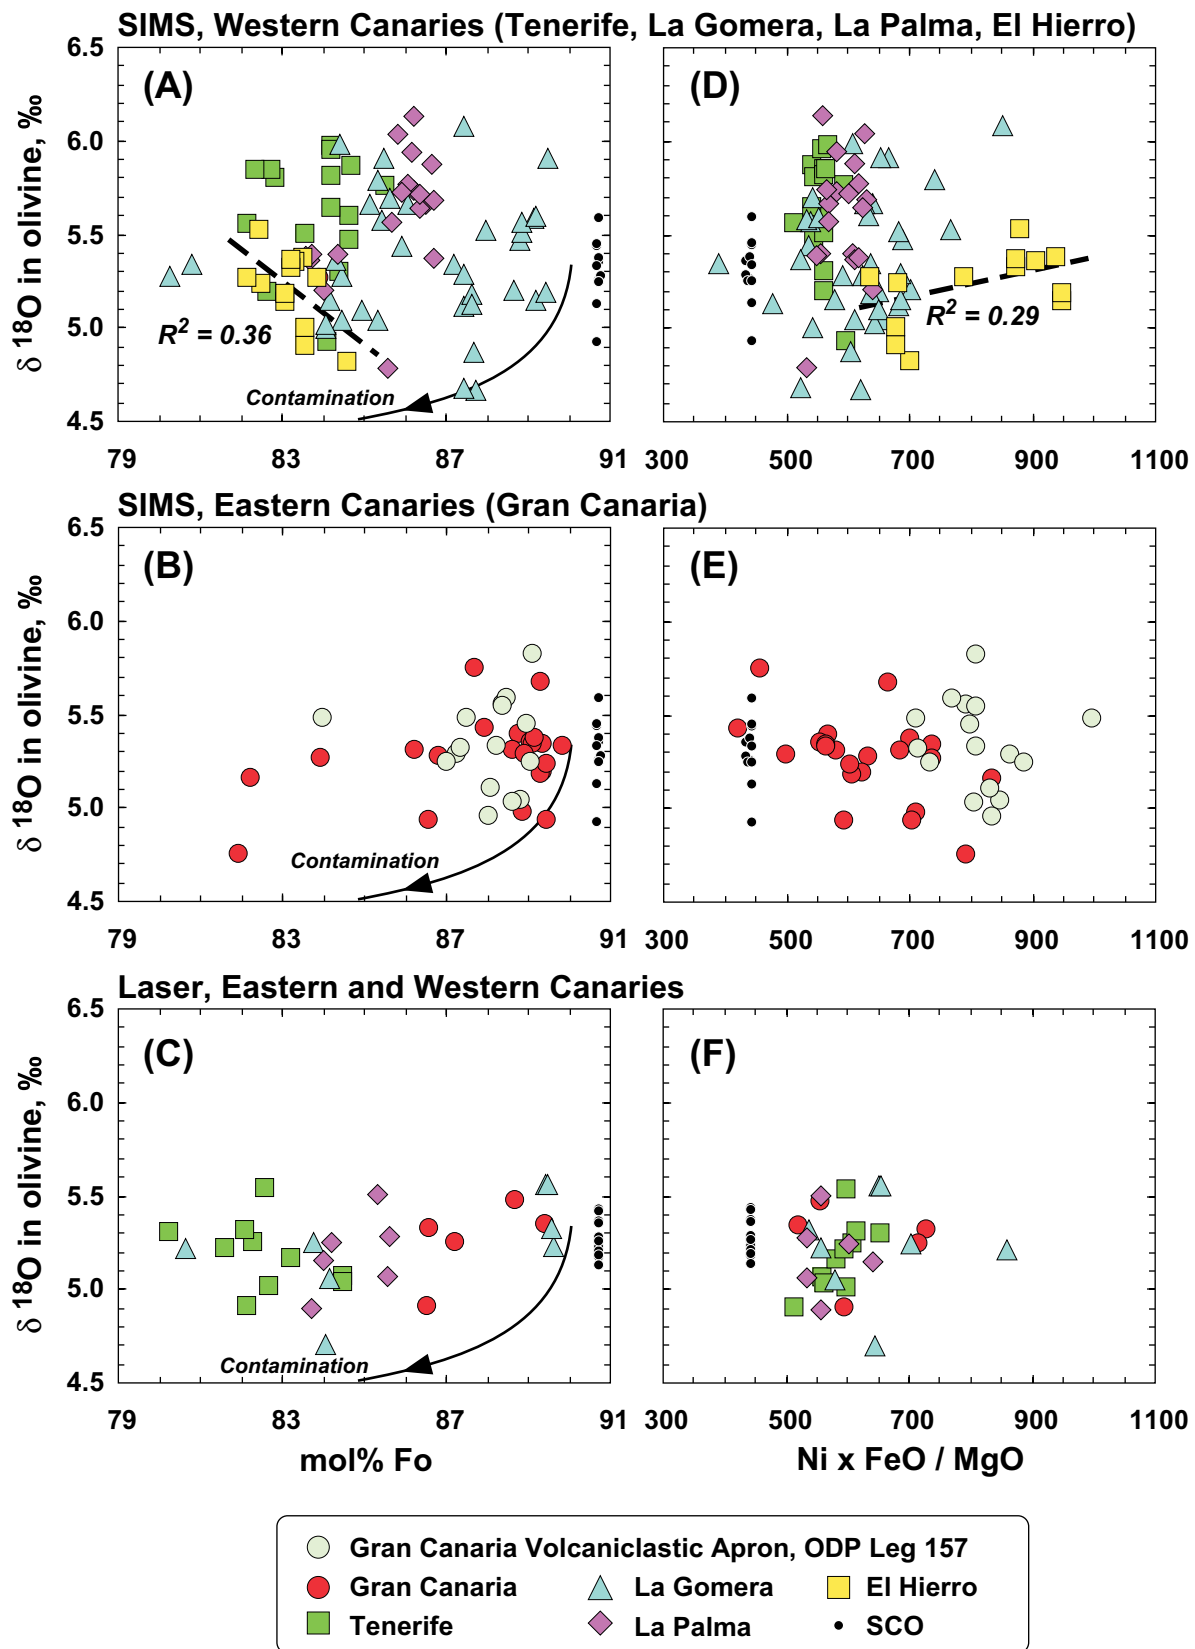 SIMS, Western Canaries (Tenerife, La Gomera, La Palma, El Hierro)
6.5
6.0
5.5
5.0
4.5
δ 18O in olivine, ‰
(A)
R2 = 0.36
Contamination
79 83 87 91
(D)
R2 = 0.29
300 500 700 900 1100
SIMS, Eastern Canaries (Gran Canaria)
6.5
6.0
5.5
5.0
4.5
δ 18O in olivine, ‰
(B)
Contamination
79 83 87 91
(E)
300 500 700 900 1100
Laser, Eastern and Western Canaries
6.5
6.0
5.5
5.0
4.5
δ 18O in olivine, ‰
(C)
Contamination
79 83 87 91
mol% Fo
(F)
300 500 700 900 1100
Ni x FeO / MgO
Gran Canaria Volcaniclastic Apron, ODP Leg 157
Gran Canaria La Gomera El Hierro
Tenerife La Palma SCO